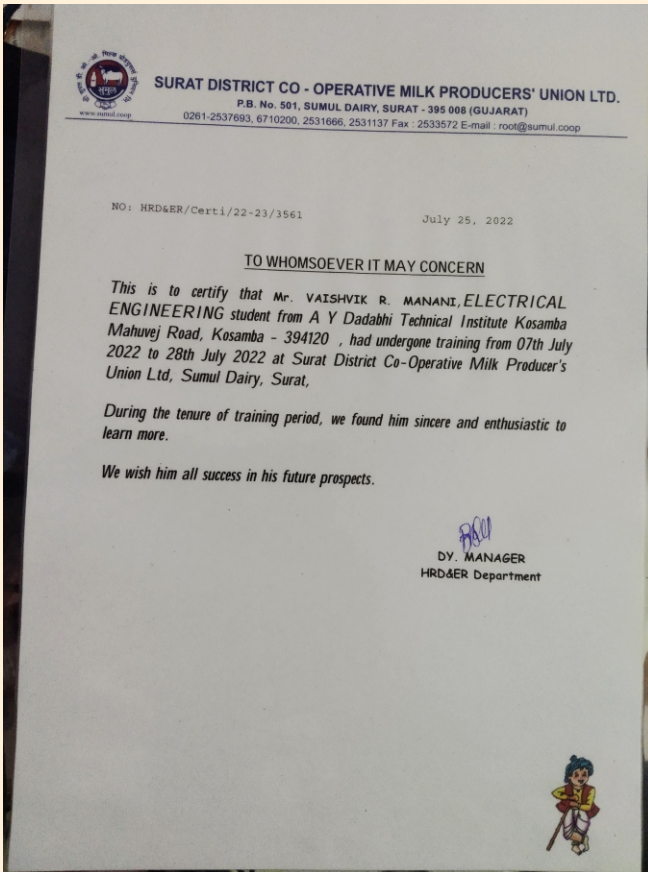 सुमुल
www.sumul.coop
SURAT DISTRICT CO - OPERATIVE MILK PRODUCERS' UNION LTD.
P.B. No. 501, SUMUL DAIRY, SURAT - 395 008 (GUJARAT)
0261-2537693, 6710200, 2531666, 2531137 Fax : 2533572 E-mail : root@sumul.coop
NO: HRD&ER/Certi/22-23/3561
July 25, 2022
TO WHOMSOEVER IT MAY CONCERN
This is to certify that Mr. VAISHVIK R. MANANI, ELECTRICAL
ENGINEERING student from A Y Dadabhi Technical Institute Kosamba
Mahuvej Road, Kosamba - 394120 , had undergone training from 07th July
2022 to 28th July 2022 at Surat District Co-Operative Milk Producer's
Union Ltd, Sumul Dairy, Surat,
During the tenure of training period, we found him sincere and enthusiastic to
learn more.
We wish him all success in his future prospects.
DY. MANAGER
HRD&ER Department